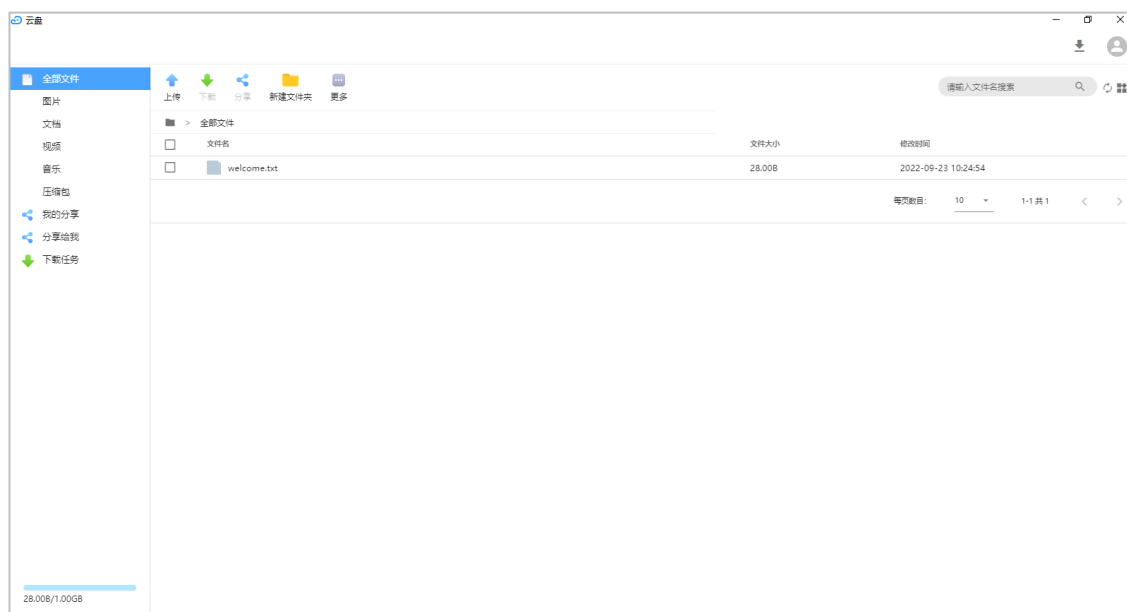 云盘
全部文件
图片
文档
视频
音乐
压缩包
我的分享
分享给我
下载任务
28.00B/1.00GB
上传 下载 分享 新建文件夹 更多
请输入文件名搜索
> 全部文件
文件名 文件大小 修改时间
welcome.txt 28.00B 2022-09-23 10:24:54
每页数目: 10 1-1 共 1 < >